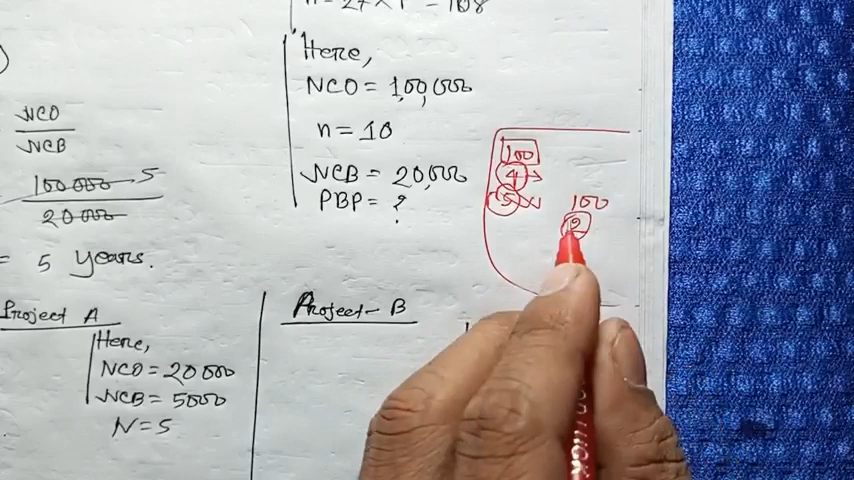 NCO
NCB
100000 5
20000
= 5 years.
Here,
NCO = 1,00,000
n = 10
NCB = 20,000
PBP = ?
100
4 →
5
100
2
Project A
Here,
NCO = 20000
NCB = 5000
N = 5
Project - B